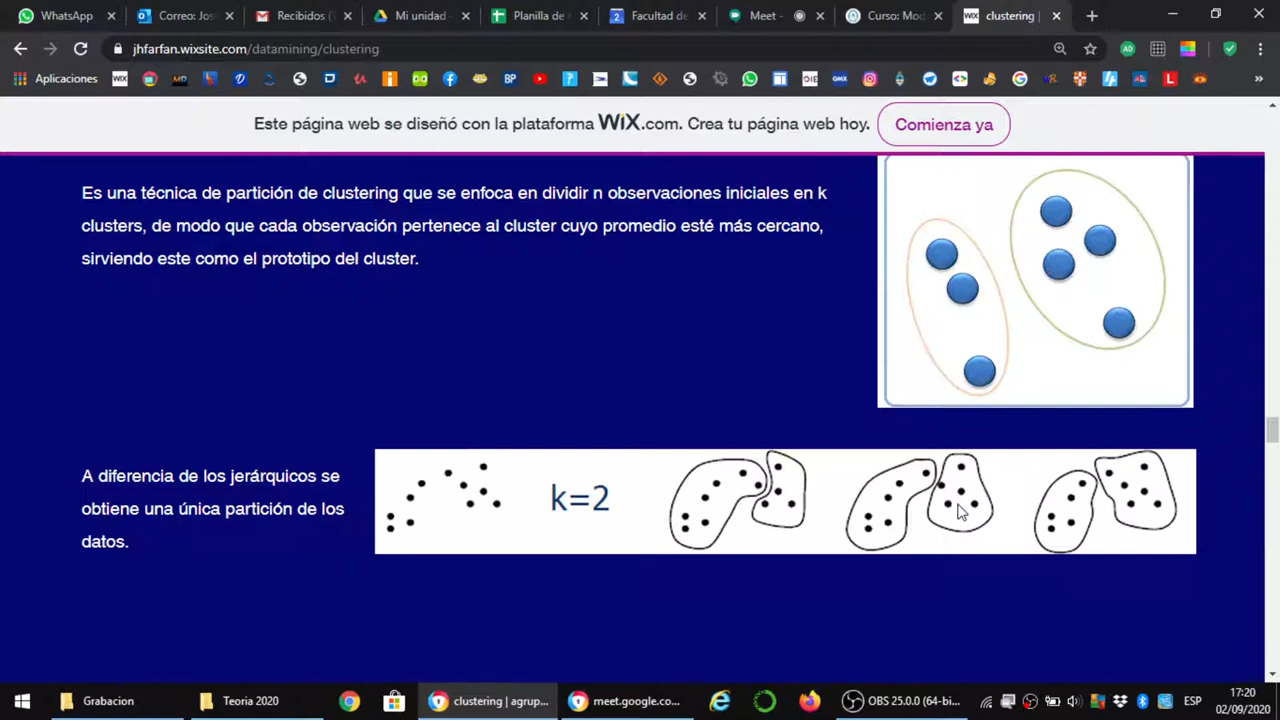 WhatsApp
Correo: Jos
Recibidos (
Mi unidad -
Planilla de A
Facultad de
Meet -
Curso: Mod
WiX
clustering |
jhfarfan.wixsite.com/datamining/clustering
Aplicaciones
Este página web se diseñó con la plataforma WiX.com. Crea tu página web hoy.
Comienza ya
Es una técnica de partición de clustering que se enfoca en dividir n observaciones iniciales en k
clusters, de modo que cada observación pertenece al cluster cuyo promedio esté más cercano,
sirviendo este como el prototipo del cluster.
A diferencia de los jerárquicos se
obtiene una única partición de los
datos.
k=2
Grabacion
Teoria 2020
clustering | agrup...
meet.google.co...
OBS 25.0.0 (64-bi...
ESP
17:20
02/09/2020